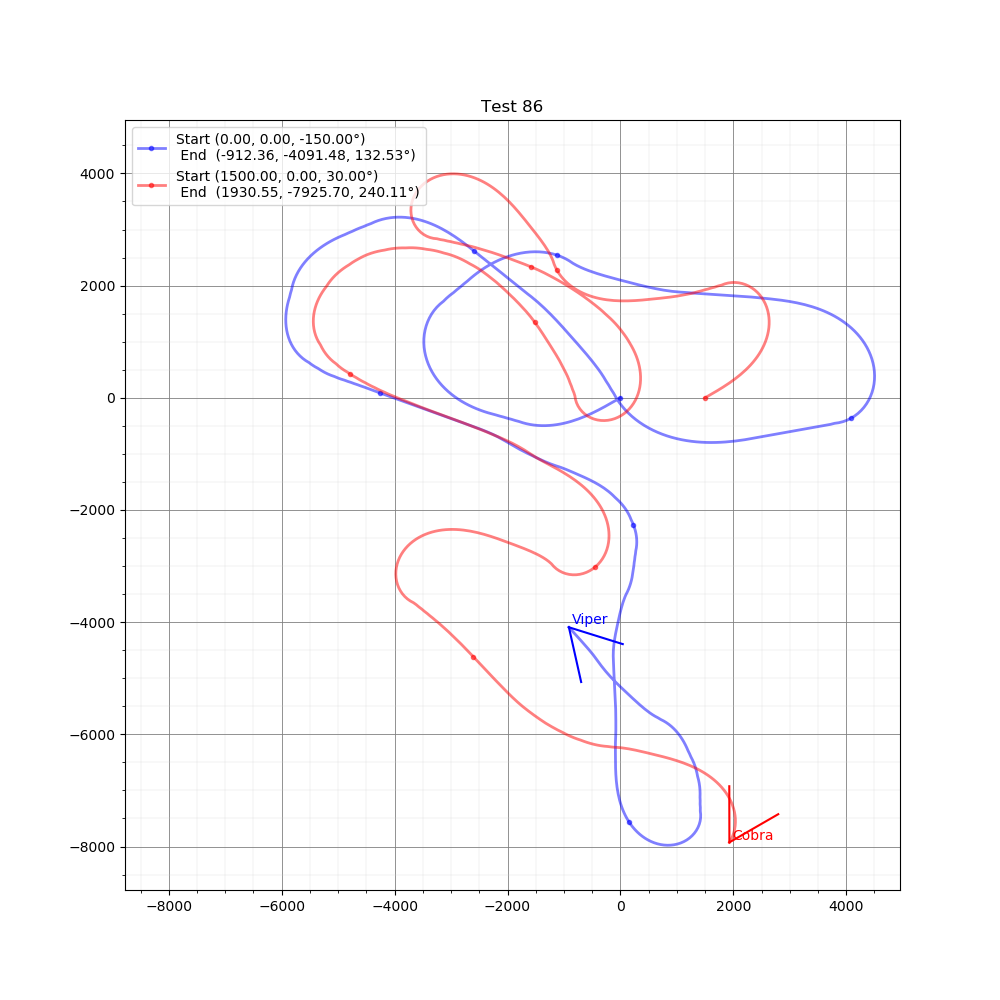 Test 86
Start (0.00, 0.00, -150.00°)
End (-912.36, -4091.48, 132.53°)
Start (1500.00, 0.00, 30.00°)
End (1930.55, -7925.70, 240.11°)
4000
2000
0
−2000
−4000
−6000
−8000
Viper
Cobra
−8000 −6000 −4000 −2000 0 2000 4000